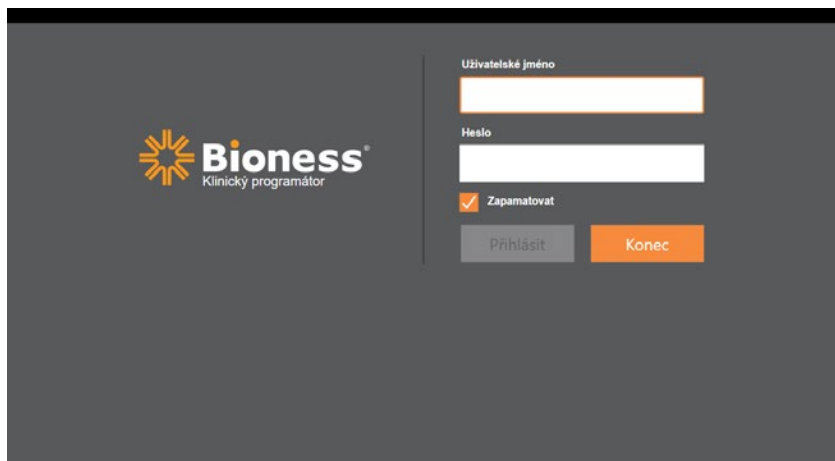 Bioness®
Klinický programátor
Uživatelské jméno
Heslo
Zapamatovat
Přihlásit
Konec